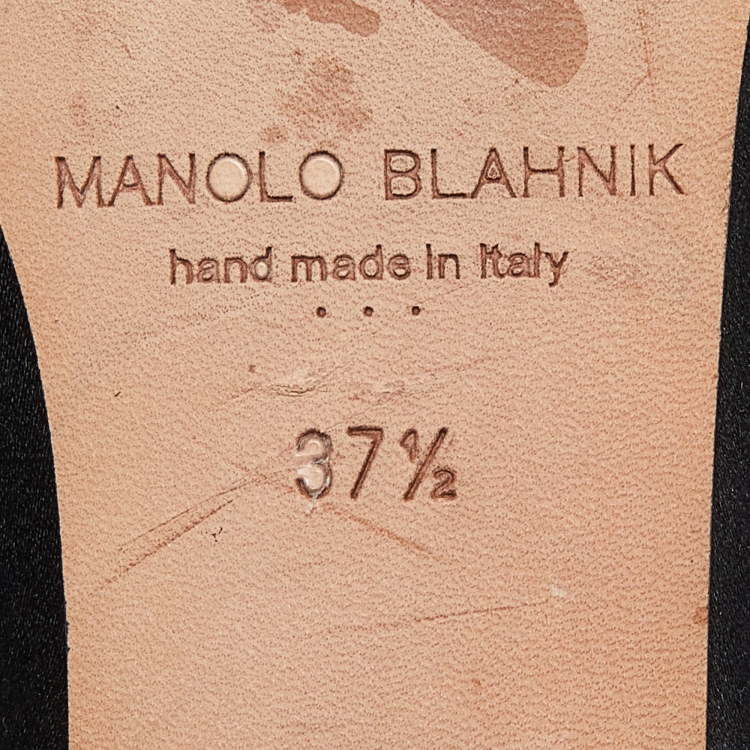 MANOLO BLAHNIK
hand made in Italy
...
37½